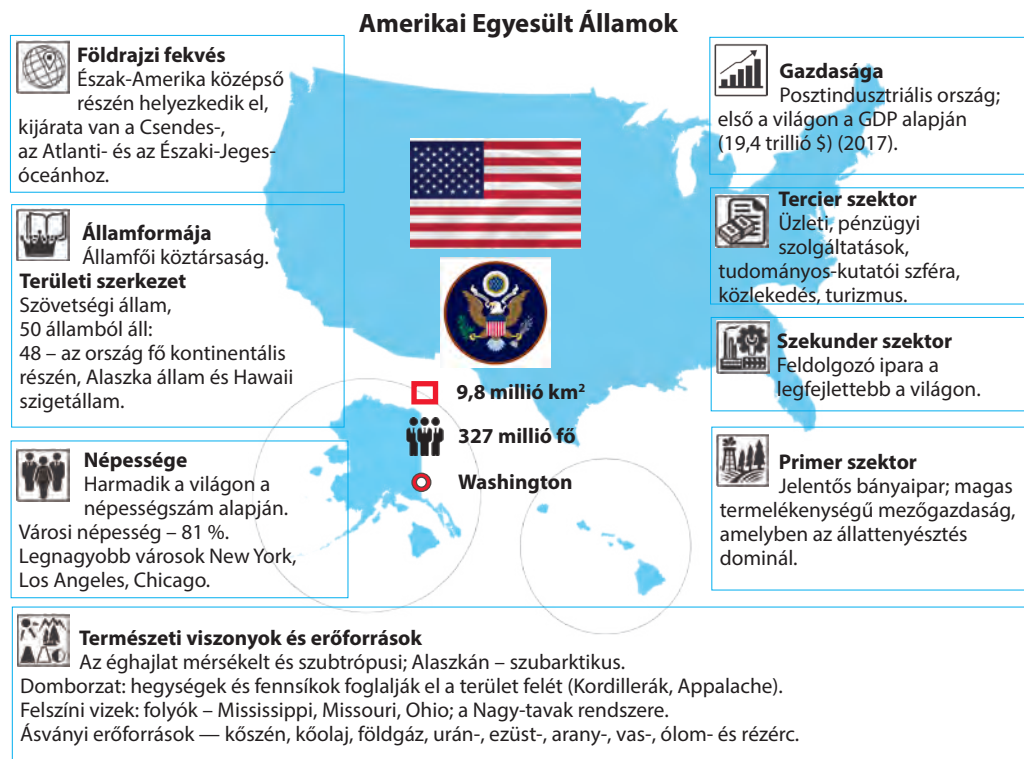 Amerikai Egyesült Államok
Földrajzi fekvés
Észak-Amerika középső
részén helyezkedik el,
kijárata van a Csendes-,
az Atlanti- és az Északi-Jeges-
óceánhoz.
Államformája
Államfői köztársaság.
Területi szerkezet
Szövetségi állam,
50 államból áll:
48 – az ország fő kontinentális
részén, Alaszka állam és Hawaii
szigetállam.
Népessége
Harmadik a világon a
népességszám alapján.
Városi népesség – 81 %.
Legnagyobb városok New York,
Los Angeles, Chicago.
9,8 millió km²
327 millió fő
Washington
Gazdasága
Posztindusztriális ország;
első a világon a GDP alapján
(19,4 trillió $) (2017).
Tercier szektor
Üzleti, pénzügyi
szolgáltatások,
tudományos-kutatói szféra,
közlekedés, turizmus.
Szekunder szektor
Feldolgozó ipara a
legfejlettebb a világon.
Primer szektor
Jelentős bányaipar; magas
termelékenységű mezőgazdaság,
amelyben az állattenyésztés
dominál.
Természeti viszonyok és erőforrások
Az éghajlat mérsékelt és szubtrópusi; Alaszkán – szubarktikus.
Domborzat: hegységek és fennsíkok foglalják el a terület felét (Kordillerák, Appalache).
Felszíni vizek: folyók – Mississippi, Missouri, Ohio; a Nagy-tavak rendszere.
Ásványi erőforrások — kőszén, kőolaj, földgáz, urán-, ezüst-, arany-, vas-, ólom- és rézérc.